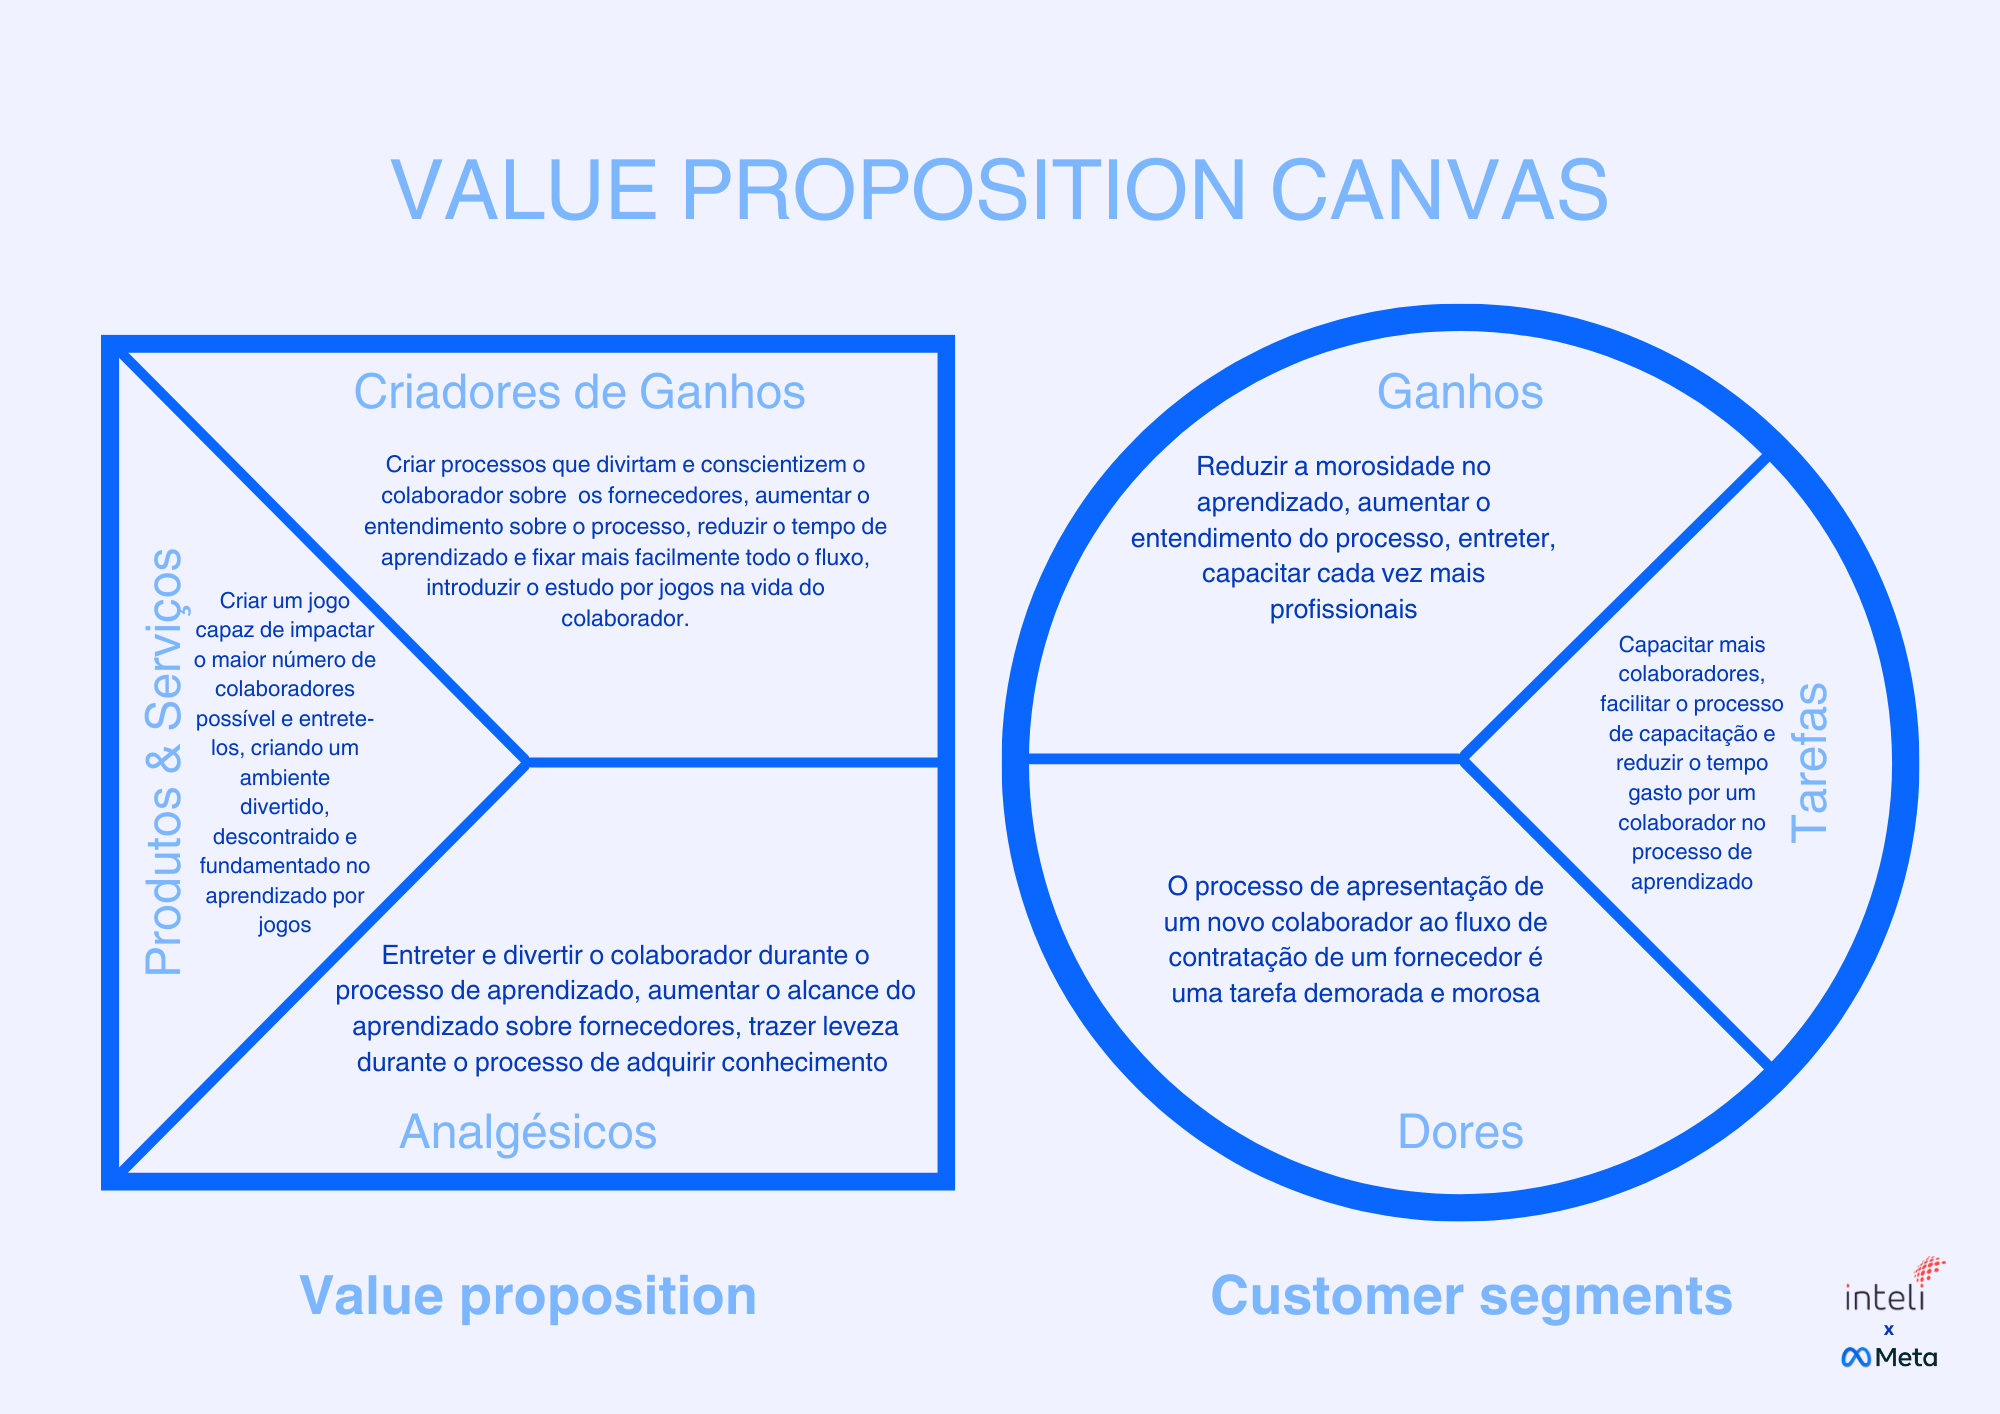 VALUE PROPOSITION CANVAS
Criadores de Ganhos
Criar processos que divirtam e conscientizem o
colaborador sobre  os fornecedores, aumentar o
entendimento sobre o processo, reduzir o tempo de
aprendizado e fixar mais facilmente todo o fluxo,
introduzir o estudo por jogos na vida do
colaborador.
Produtos & Serviços
Criar um jogo
capaz de impactar
o maior número de
colaboradores
possível e entrete-
los, criando um
ambiente
divertido,
descontraido e
fundamentado no
aprendizado por
jogos
Entreter e divertir o colaborador durante o
processo de aprendizado, aumentar o alcance do
aprendizado sobre fornecedores, trazer leveza
durante o processo de adquirir conhecimento
Analgésicos
Value proposition
Ganhos
Reduzir a morosidade no
aprendizado, aumentar o
entendimento do processo, entreter,
capacitar cada vez mais
profissionais
Capacitar mais
colaboradores,
facilitar o processo
de capacitação e
reduzir o tempo
gasto por um
colaborador no
processo de
aprendizado
Tarefas
O processo de apresentação de
um novo colaborador ao fluxo de
contratação de um fornecedor é
uma tarefa demorada e morosa
Dores
Customer segments
inteli
x
Meta